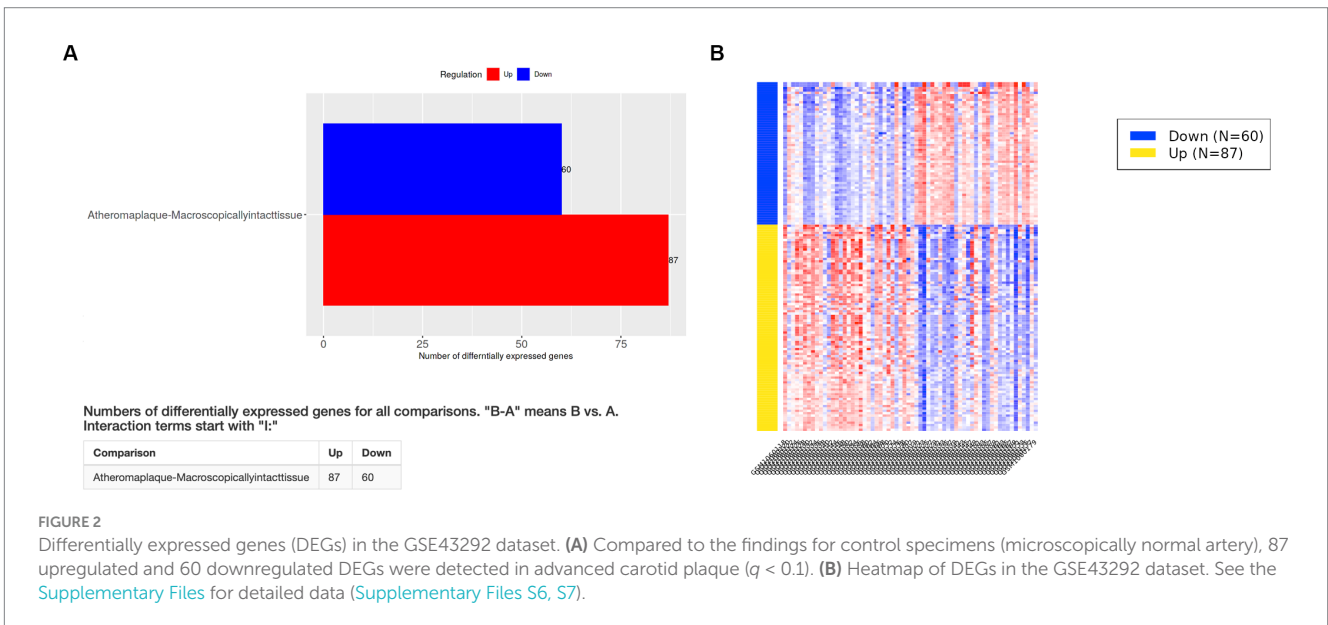 A
Regulation Up Down
60
Atheromaplaque-Macroscopicallyintacttissue
87
0 25 50 75
Number of differntially expressed genes
Numbers of differentially expressed genes for all comparisons. "B-A" means B vs. A.
Interaction terms start with "I:"
Comparison Up Down
Atheromaplaque-Macroscopicallyintacttissue 87 60
B
Down (N=60)
Up (N=87)
FIGURE 2
Differentially expressed genes (DEGs) in the GSE43292 dataset. (A) Compared to the findings for control specimens (microscopically normal artery), 87
upregulated and 60 downregulated DEGs were detected in advanced carotid plaque (q < 0.1). (B) Heatmap of DEGs in the GSE43292 dataset. See the
Supplementary Files for detailed data (Supplementary Files S6, S7).